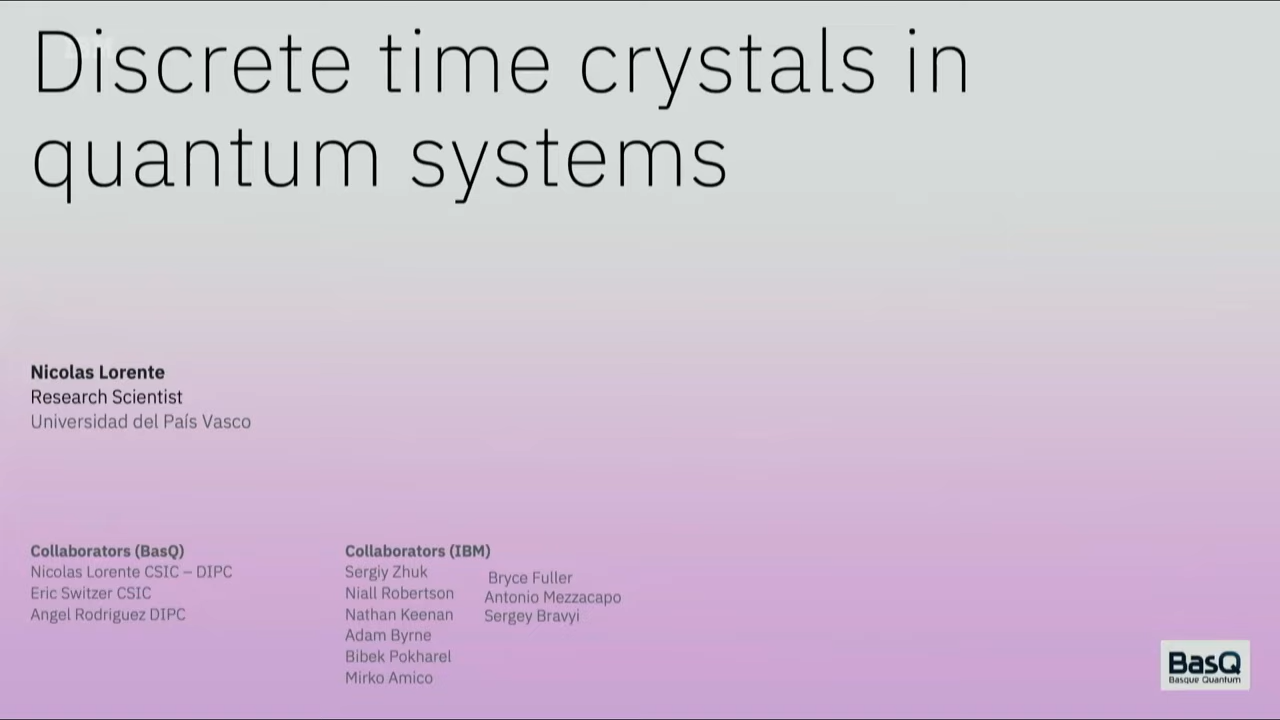 Discrete time crystals in
quantum systems
Nicolas Lorente
Research Scientist
Universidad del País Vasco
Collaborators (BasQ)
Nicolas Lorente CSIC – DIPC
Eric Switzer CSIC
Angel Rodriguez DIPC
Collaborators (IBM)
Sergiy Zhuk
Niall Robertson
Nathan Keenan
Adam Byrne
Bibek Pokharel
Mirko Amico
Bryce Fuller
Antonio Mezzacapo
Sergey Bravyi
BasQ
Basque Quantum